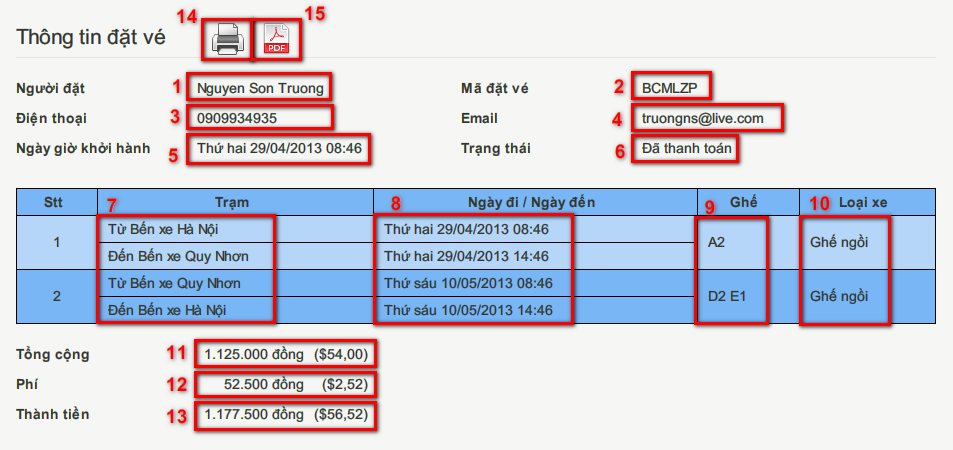 14 15
Thông tin đặt vé PDF
Người đặt 1 Nguyen Son Truong Mã đặt vé 2 BCMLZP
Điện thoại 3 0909934935 Email 4 truongns@live.com
Ngày giờ khởi hành 5 Thứ hai 29/04/2013 08:46 Trạng thái 6 Đã thanh toán
Stt 7 Trạm 8 Ngày đi / Ngày đến 9 Ghế 10 Loại xe
1 Từ Bến xe Hà Nội Thứ hai 29/04/2013 08:46 A2 Ghế ngồi
Đến Bến xe Quy Nhơn Thứ hai 29/04/2013 14:46
2 Từ Bến xe Quy Nhơn Thứ sáu 10/05/2013 08:46 D2 E1 Ghế ngồi
Đến Bến xe Hà Nội Thứ sáu 10/05/2013 14:46
Tổng cộng 11 1.125.000 đồng ($54,00)
Phí 12 52.500 đồng ($2,52)
Thành tiền 13 1.177.500 đồng ($56,52)